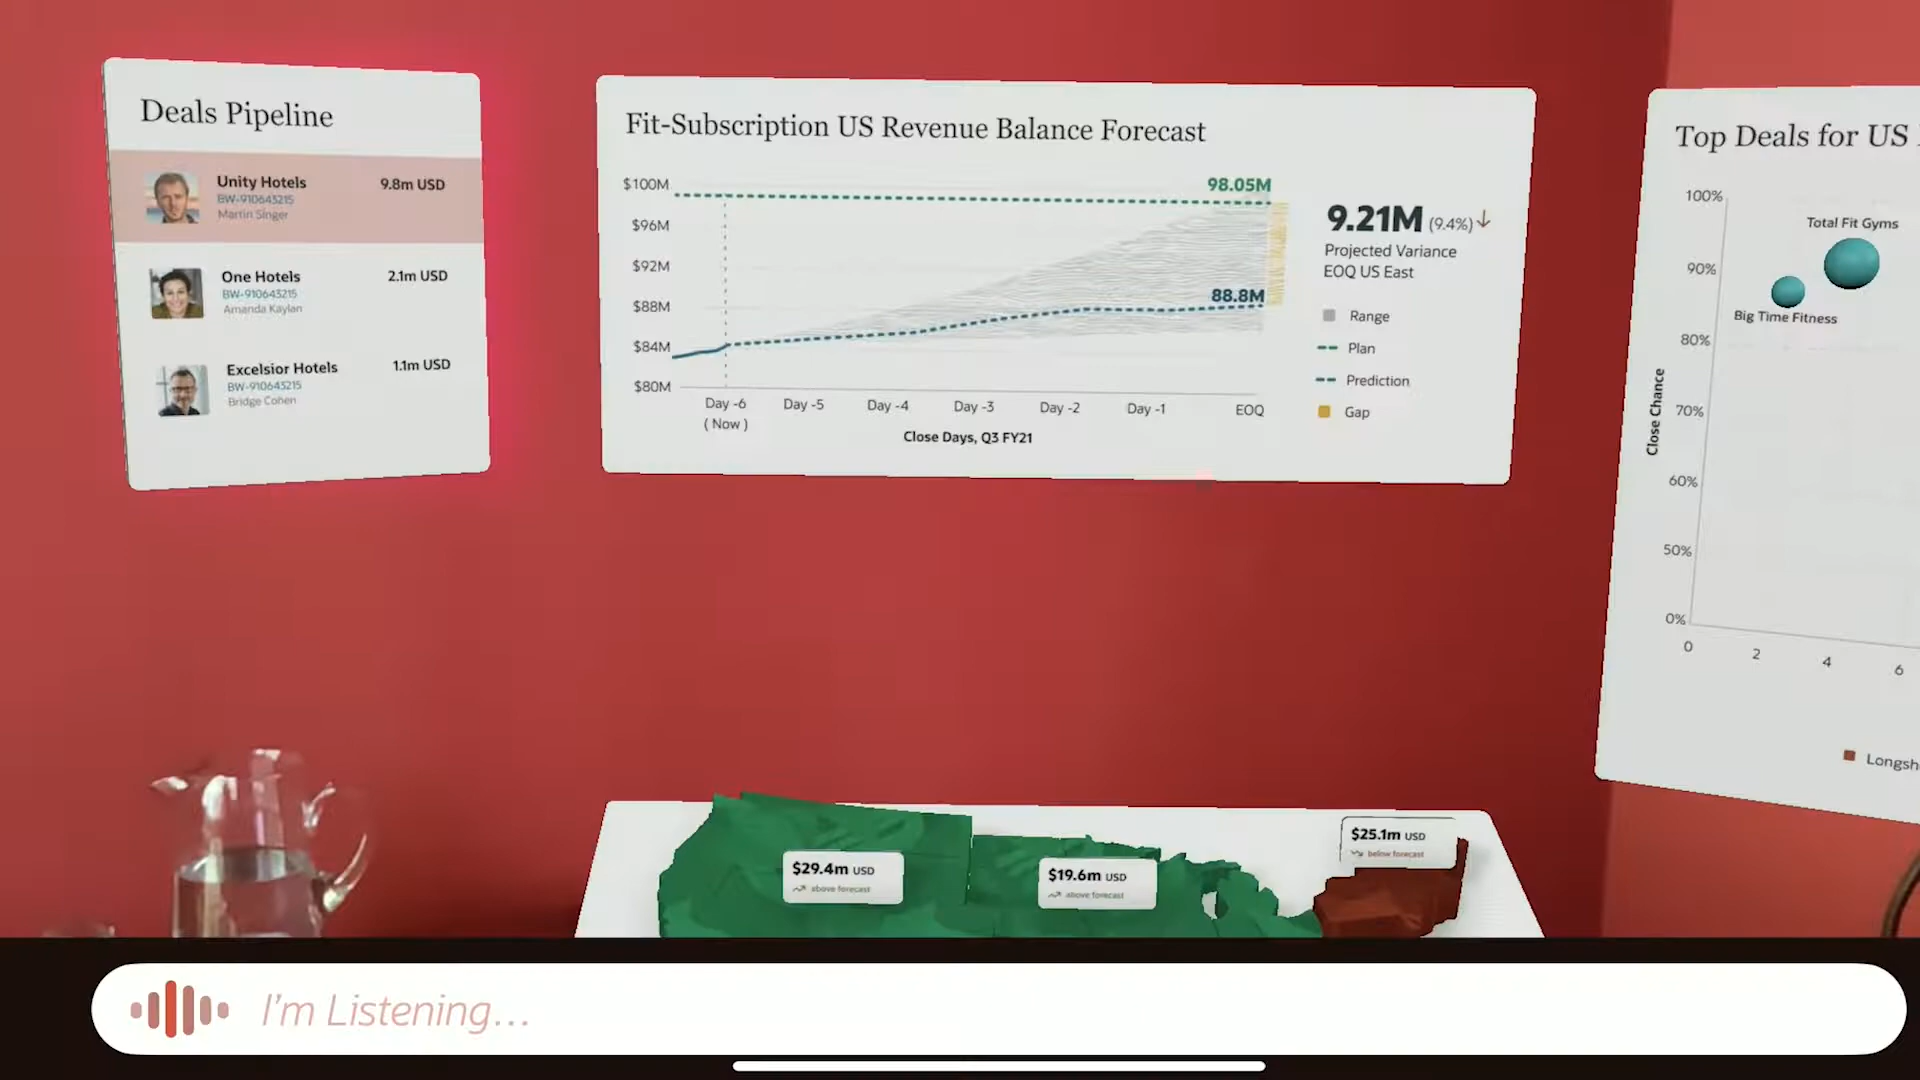 Deals Pipeline
Unity Hotels
9.8m USD
BW-910643215
Martin Singer
One Hotels
2.1m USD
BW-910643215
Amanda Kaylan
Excelsior Hotels
1.1m USD
BW-910643215
Bridge Cohen
Fit-Subscription US Revenue Balance Forecast
$100M
$96M
$92M
$88M
$84M
$80M
98.05M
88.8M
Day -6
( Now )
Day -5
Day -4
Day -3
Day -2
Day -1
EOQ
Close Days, Q3 FY21
9.21M (9.4%)↓
Projected Variance
EOQ US East
Range
Plan
Prediction
Gap
Top Deals for US
100%
90%
80%
70%
60%
50%
0%
Close Chance
Total Fit Gyms
Big Time Fitness
0
2
4
6
Longsh
$29.4m USD
above forecast
$19.6m USD
above forecast
$25.1m USD
below forecast
I'm Listening...